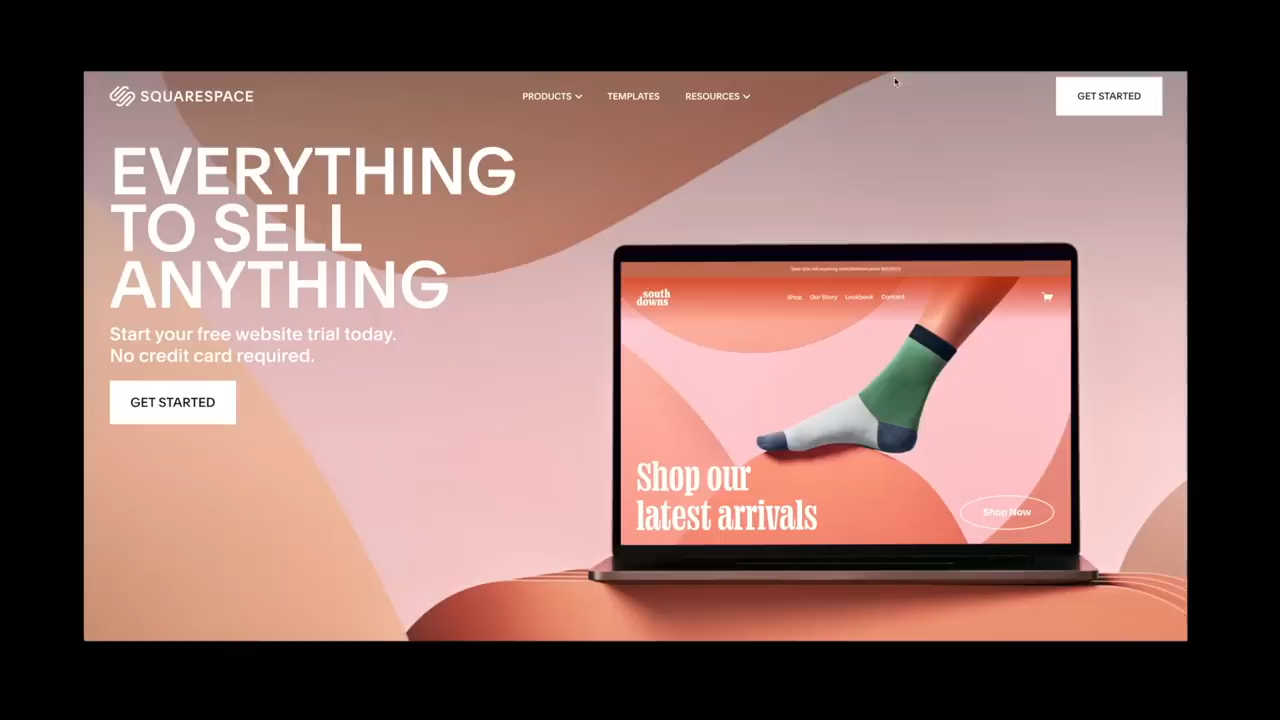 SQUARESPACE
PRODUCTS
TEMPLATES
RESOURCES
GET STARTED
EVERYTHING
TO SELL
ANYTHING
Start your free website trial today.
No credit card required.
GET STARTED
south
downs
Shop
Our Story
Lookbook
Contact
Shop our
latest arrivals
Shop Now